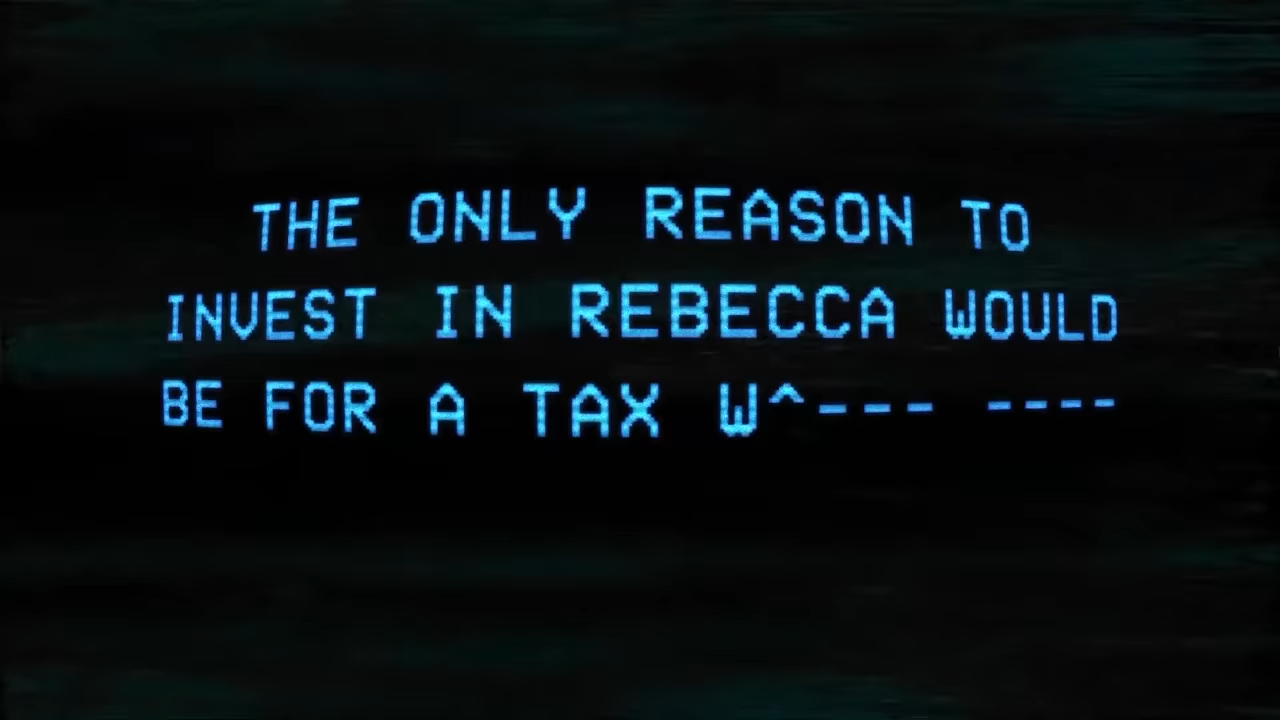 THE ONLY REASON TO
INVEST IN REBECCA WOULD
BE FOR A TAX W^--- ----